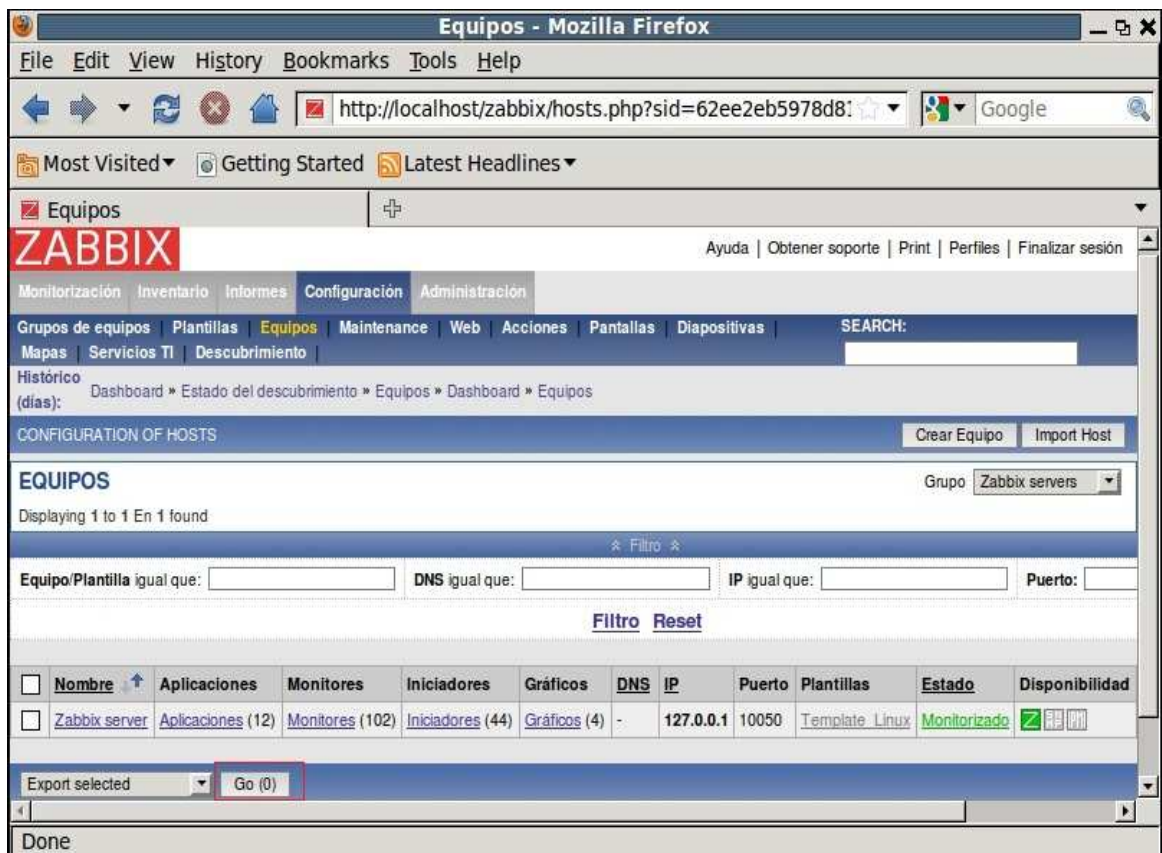 Equipos - Mozilla Firefox
File Edit View History Bookmarks Tools Help
http://localhost/zabbix/hosts.php?sid=62ee2eb5978d81 Google
Most Visited Getting Started Latest Headlines
Equipos
ZABBIX
Ayuda | Obtener soporte | Print | Perfiles | Finalizar sesión
Monitorización Inventario Informes Configuración Administración
Grupos de equipos | Plantillas | Equipos | Maintenance | Web | Acciones | Pantallas | Diapositivas | SEARCH:
Mapas | Servicios TI | Descubrimiento |
Histórico (días): Dashboard » Estado del descubrimiento » Equipos » Dashboard » Equipos
CONFIGURATION OF HOSTS Crear Equipo Import Host
EQUIPOS Grupo Zabbix servers
Displaying 1 to 1 En 1 found
Filtro
Equipo/Plantilla igual que: DNS igual que: IP igual que: Puerto:
Filtro Reset
Nombre Aplicaciones Monitores Iniciadores Gráficos DNS IP Puerto Plantillas Estado Disponibilidad
Zabbix server Aplicaciones (12) Monitores (102) Iniciadores (44) Gráficos (4) - 127.0.0.1 10050 Template_Linux Monitorizado Z
Export selected Go (0)
Done